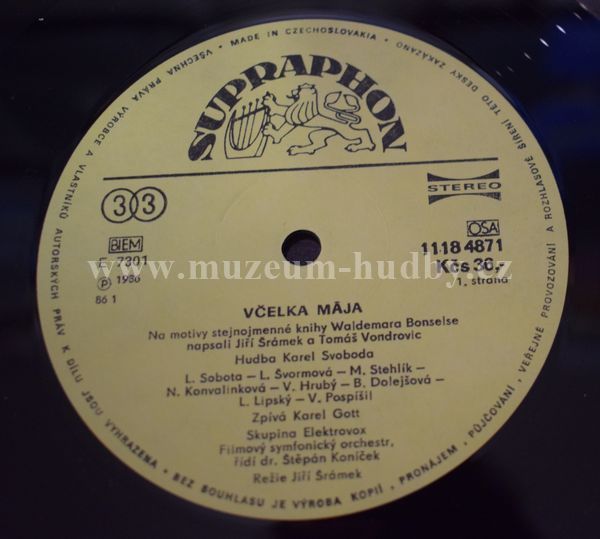 VŠECHNA PRÁVA VÝROBCE A VLASTNÍKŮ AUTORSKÝCH PRÁV K DÍLU JSOU VYHRAZENA • BEZ SOUHLASU JE VÝROBA KOPIÍ, PRONÁJEM, PŮJČOVÁNÍ, VEŘEJNÉ PROVOZOVÁNÍ A ROZHLASOVÉ ŠÍŘENÍ TÉTO DESKY ZAKÁZÁNO • MADE IN CZECHOSLOVAKIA •
SUPRAPHON
33
STEREO
BIEM
OSA
F 7301
1118 4871
℗ 1986
Kčs 30,-
86 1
1. strana
www.muzeum-hudby.cz
VČELKA MÁJA
Na motivy stejnojmenné knihy Waldemara Bonselse
napsali Jiří Šrámek a Tomáš Vondrovic
Hudba Karel Svoboda
L. Sobota – L. Švormová – M. Stehlík –
N. Konvalinková – V. Hrubý – B. Dolejšová –
L. Lipský – V. Pospíšil
Zpívá Karel Gott
Skupina Elektrovox
Filmový symfonický orchestr,
řídí dr. Štěpán Koníček
Režie Jiří Šrámek